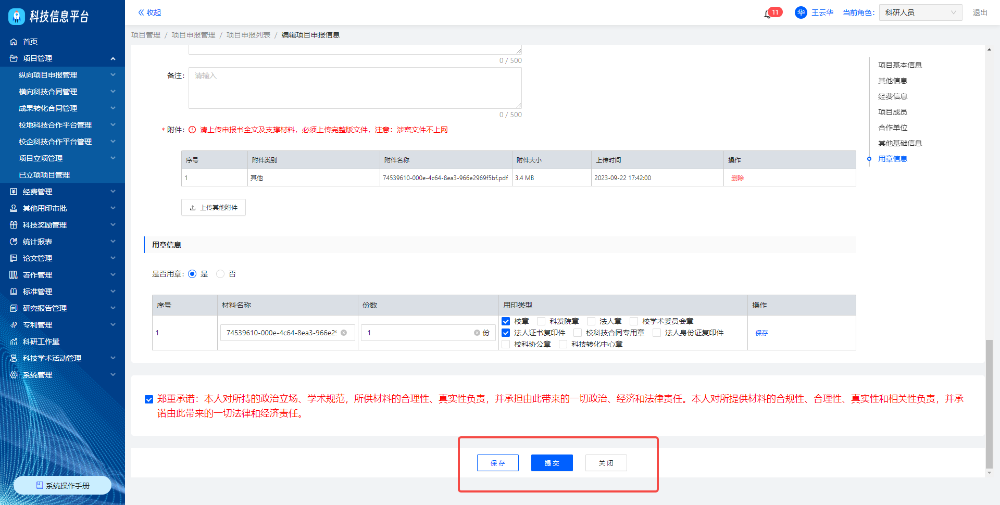 科技信息平台
收起
11
华 王云华 当前角色： 科研人员 退出
首页
项目管理
纵向项目申报管理
横向科技合同管理
成果转化合同管理
校地科技合作平台管理
校企科技合作平台管理
项目立项管理
已立项项目管理
经费管理
其他用印审批
科技奖励管理
统计报表
论文管理
著作管理
标准管理
研究报告管理
专利管理
科研工作量
科技学术活动管理
系统管理
系统操作手册
项目管理 / 项目申报管理 / 项目申报列表 / 编辑项目申报信息
0 / 500
备注： 请输入
0 / 500
* 附件： 请上传申报书全文及支撑材料，必须上传完整版文件，注意：涉密文件不上网
序号 附件类别 附件名称 附件大小 上传时间 操作
1 其他 74539610-000e-4c64-8ea3-966e2969f5bf.pdf 3.4 MB 2023-09-22 17:42:00 删除
上传其他附件
项目基本信息
其他信息
经费信息
项目成员
合作单位
其他基础信息
用章信息
用章信息
是否用章： 是 否
序号 材料名称 份数 用印类型 操作
1 74539610-000e-4c64-8ea3-966e29 1 份 校章 科发院章 法人章 校学术委员会章
法人证书复印件 校科技合同专用章 法人身份证复印件
校科协公章 科技转化中心章
保存
郑重承诺：本人对所持的政治立场、学术规范，所供材料的合理性、真实性负责，并承担由此带来的一切政治、经济和法律责任。本人对所提供材料的合规性、合理性、真实性和相关性负责，并承
诺由此带来的一切法律和经济责任。
保 存 提 交 关 闭